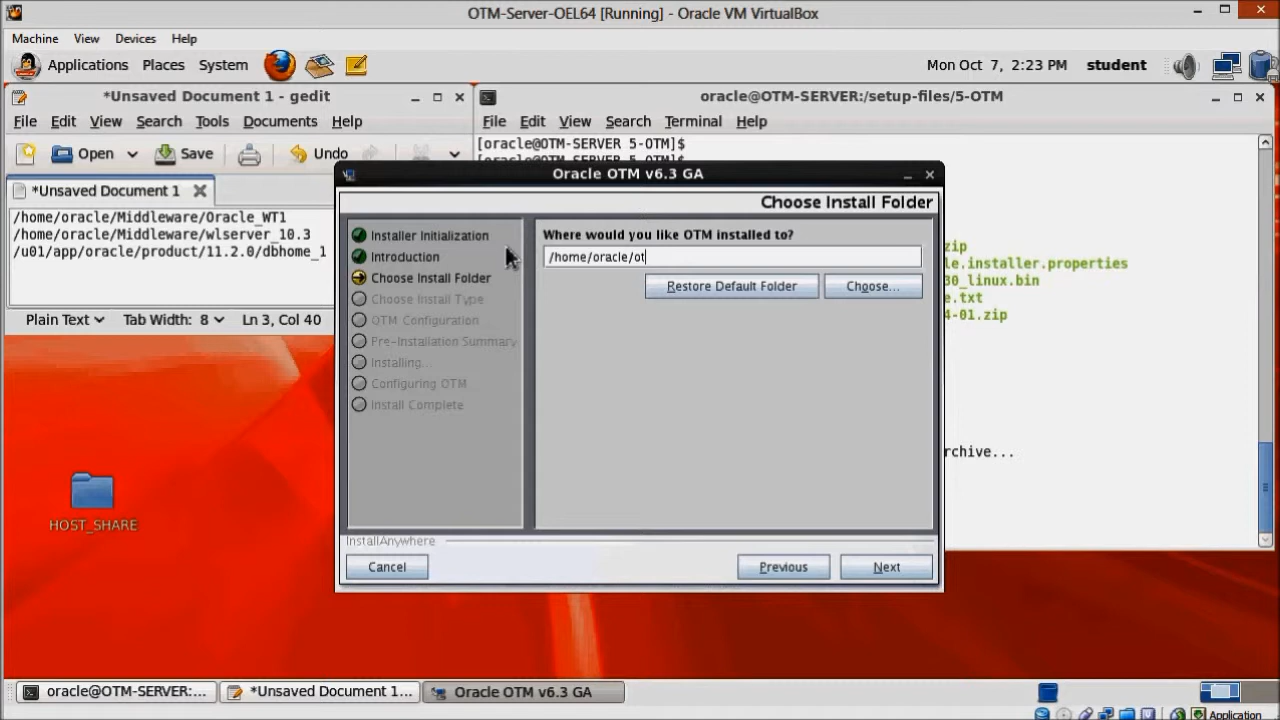 OTM-Server-OEL64 [Running] - Oracle VM VirtualBox
Machine View Devices Help
Applications Places System Mon Oct 7, 2:23 PM student
*Unsaved Document 1 - gedit
File Edit View Search Tools Documents Help
Open Save Undo
*Unsaved Document 1
/home/oracle/Middleware/Oracle_WT1
/home/oracle/Middleware/wlserver_10.3
/u01/app/oracle/product/11.2.0/dbhome_1
Plain Text Tab Width: 8 Ln 3, Col 40
oracle@OTM-SERVER:/setup-files/5-OTM
File Edit View Search Terminal Help
[oracle@OTM-SERVER 5-OTM]$
[oracle@OTM-SERVER 5-OTM]$
zip
le.installer.properties
30_linux.bin
e.txt
4-01.zip
rchive...
Oracle OTM v6.3 GA
Choose Install Folder
Installer Initialization
Introduction
Choose Install Folder
Choose Install Type
OTM Configuration
Pre-Installation Summary
Installing...
Configuring OTM
Install Complete
Where would you like OTM installed to?
/home/oracle/ot
Restore Default Folder Choose...
InstallAnywhere
Cancel Previous Next
HOST_SHARE
oracle@OTM-SERVER:... *Unsaved Document 1... Oracle OTM v6.3 GA
Application